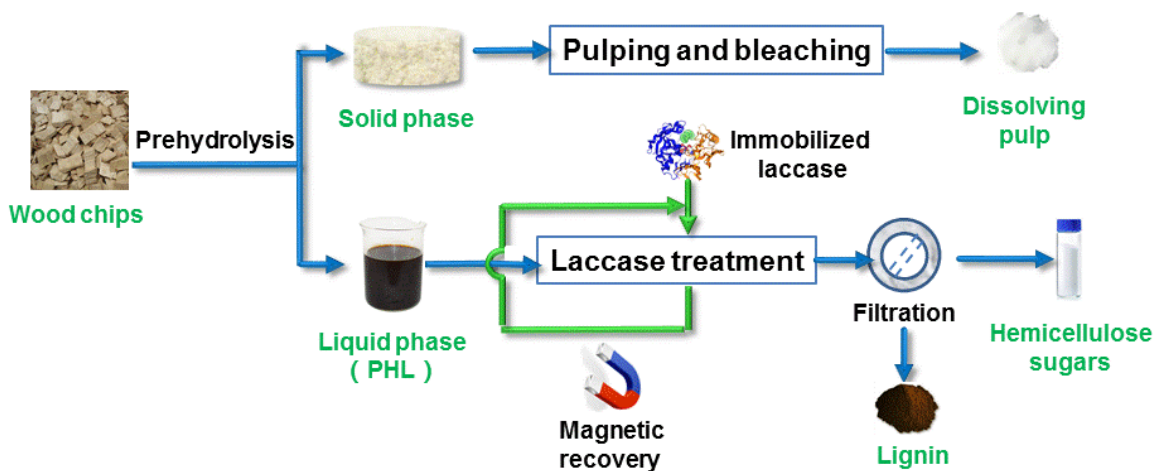 Pulping and bleaching
Solid phase
Dissolving
pulp
Prehydrolysis
Immobilized
laccase
Wood chips
Laccase treatment
Filtration
Liquid phase
( PHL )
Hemicellulose
sugars
Magnetic
recovery
Lignin